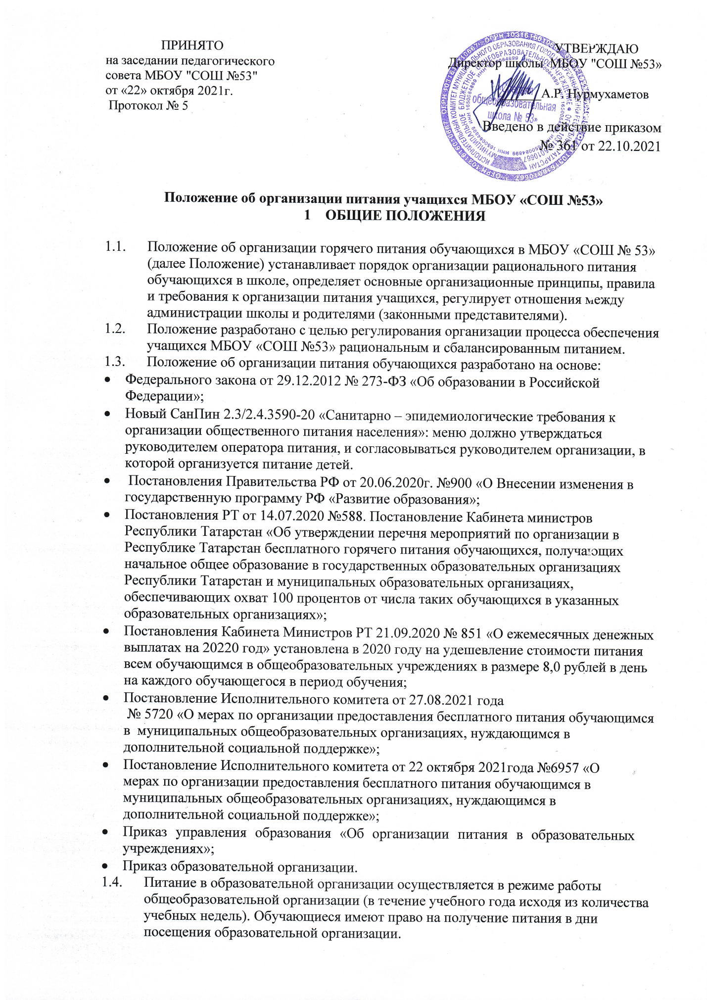 ПРИНЯТО
на заседании педагогического
совета МБОУ "СОШ №53"
от «22» октября 2021г.
Протокол № 5
УТВЕРЖДАЮ
Директор школы МБОУ "СОШ №53»
А.Р. Нурмухаметов
общеобразовательная
школа № 53»
Введено в действие приказом
№ 361 от 22.10.2021
Положение об организации питания учащихся МБОУ «СОШ №53»
1 ОБЩИЕ ПОЛОЖЕНИЯ
1.1. Положение об организации горячего питания обучающихся в МБОУ «СОШ № 53»
(далее Положение) устанавливает порядок организации рационального питания
обучающихся в школе, определяет основные организационные принципы, правила
и требования к организации питания учащихся, регулирует отношения между
администрации школы и родителями (законными представителями).
1.2. Положение разработано с целью регулирования организации процесса обеспечения
учащихся МБОУ «СОШ №53» рациональным и сбалансированным питанием.
1.3. Положение об организации питания обучающихся разработано на основе:
• Федерального закона от 29.12.2012 № 273-ФЗ «Об образовании в Российской
Федерации»;
• Новый СанПин 2.3/2.4.3590-20 «Санитарно – эпидемиологические требования к
организации общественного питания населения»: меню должно утверждаться
руководителем оператора питания, и согласовываться руководителем организации, в
которой организуется питание детей.
• Постановления Правительства РФ от 20.06.2020г. №900 «О Внесении изменения в
государственную программу РФ «Развитие образования»;
• Постановления РТ от 14.07.2020 №588. Постановление Кабинета министров
Республики Татарстан «Об утверждении перечня мероприятий по организации в
Республике Татарстан бесплатного горячего питания обучающихся, получающих
начальное общее образование в государственных образовательных организациях
Республики Татарстан и муниципальных образовательных организациях,
обеспечивающих охват 100 процентов от числа таких обучающихся в указанных
образовательных организациях»;
• Постановления Кабинета Министров РТ 21.09.2020 № 851 «О ежемесячных денежных
выплатах на 20220 год» установлена в 2020 году на удешевление стоимости питания
всем обучающимся в общеобразовательных учреждениях в размере 8,0 рублей в день
на каждого обучающегося в период обучения;
• Постановление Исполнительного комитета от 27.08.2021 года
№ 5720 «О мерах по организации предоставления бесплатного питания обучающимся
в муниципальных общеобразовательных организациях, нуждающимся в
дополнительной социальной поддержке»;
• Постановление Исполнительного комитета от 22 октября 2021года №6957 «О
мерах по организации предоставления бесплатного питания обучающимся в
муниципальных общеобразовательных организациях, нуждающимся в
дополнительной социальной поддержке»;
• Приказ управления образования «Об организации питания в образовательных
учреждениях»;
• Приказ образовательной организации.
1.4. Питание в образовательной организации осуществляется в режиме работы
общеобразовательной организации (в течение учебного года исходя из количества
учебных недель). Обучающиеся имеют право на получение питания в дни
посещения образовательной организации.